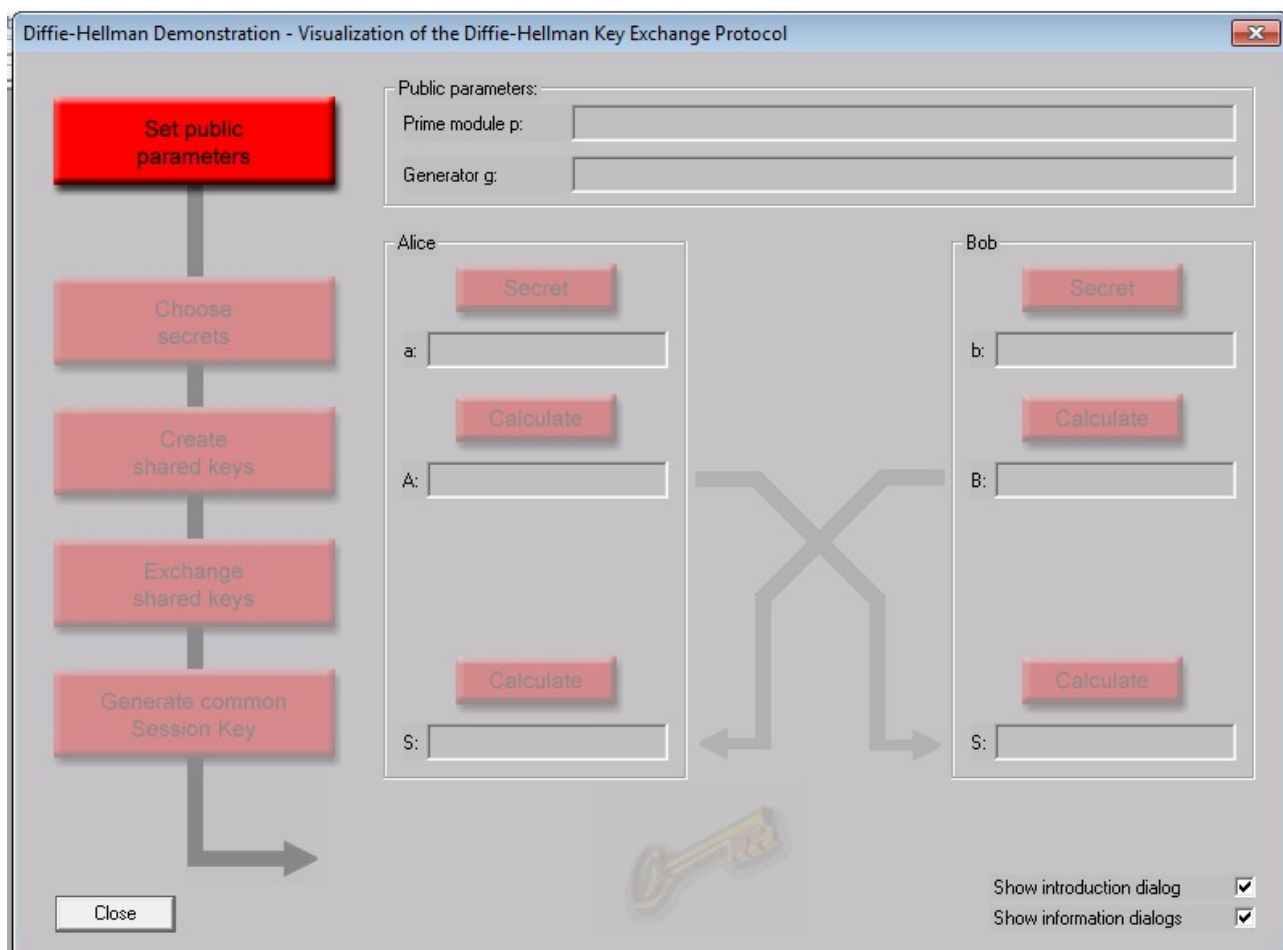 Diffie-Hellman Demonstration - Visualization of the Diffie-Hellman Key Exchange Protocol
Set public
parameters
Choose
secrets
Create
shared keys
Exchange
shared keys
Generate common
Session Key
Close
Public parameters:
Prime module p:
Generator g:
Alice
Secret
a:
Calculate
A:
Calculate
S:
Bob
Secret
b:
Calculate
B:
Calculate
S:
Show introduction dialog
Show information dialogs